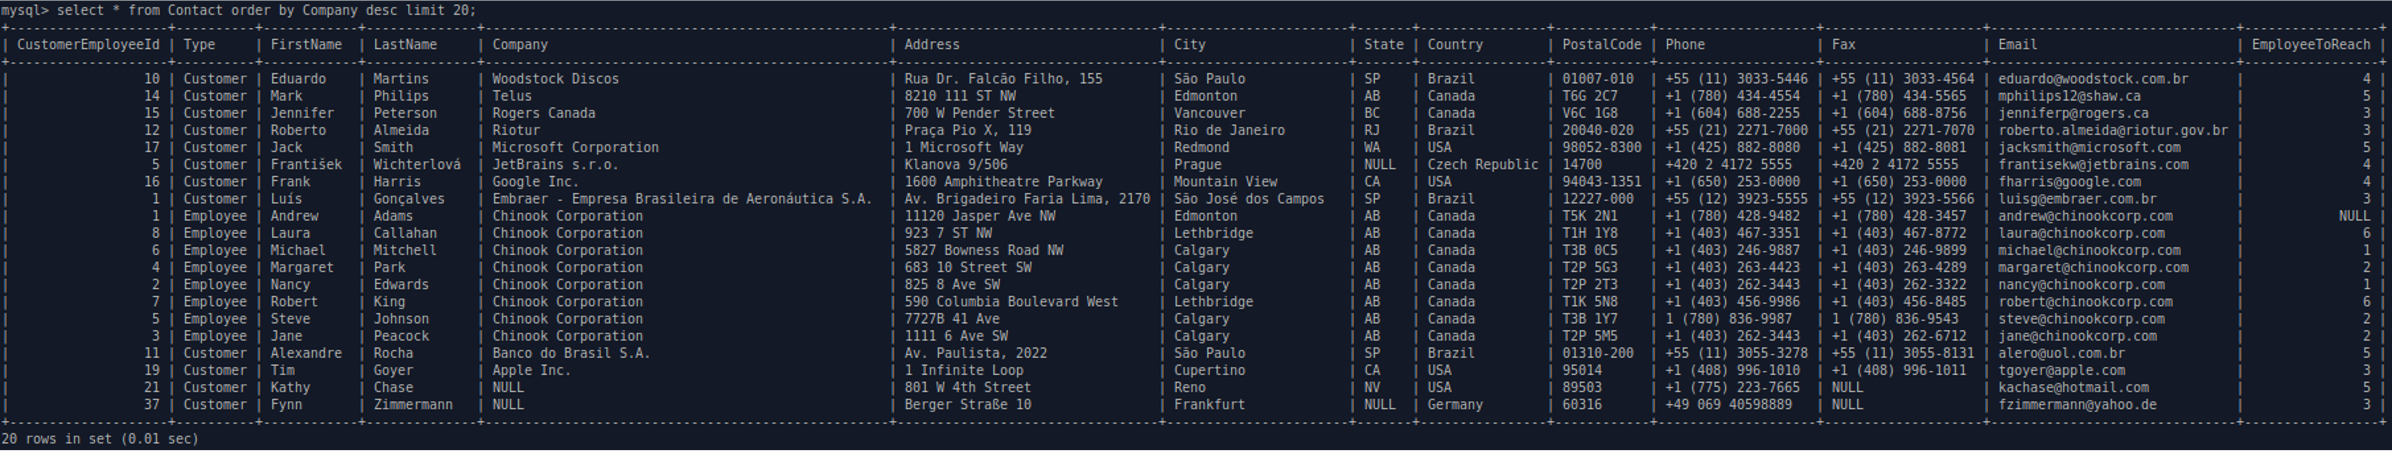 mysql> select * from Contact order by Company desc limit 20;
+--------------------+----------+-----------+--------------+---------------------------------------------------+--------------------------------+----------------------+-------+----------------+------------+--------------------+--------------------+------------------------------+-----------------+
| CustomerEmployeeId | Type | FirstName | LastName | Company | Address | City | State | Country | PostalCode | Phone | Fax | Email | EmployeeToReach |
+--------------------+----------+-----------+--------------+---------------------------------------------------+--------------------------------+----------------------+-------+----------------+------------+--------------------+--------------------+------------------------------+-----------------+
| 10 | Customer | Eduardo | Martins | Woodstock Discos | Rua Dr. Falcão Filho, 155 | São Paulo | SP | Brazil | 01007-010 | +55 (11) 3033-5446 | +55 (11) 3033-4564 | eduardo@woodstock.com.br | 4 |
| 14 | Customer | Mark | Philips | Telus | 8210 111 ST NW | Edmonton | AB | Canada | T6G 2C7 | +1 (780) 434-4554 | +1 (780) 434-5565 | mphilips12@shaw.ca | 5 |
| 15 | Customer | Jennifer | Peterson | Rogers Canada | 700 W Pender Street | Vancouver | BC | Canada | V6C 1G8 | +1 (604) 688-2255 | +1 (604) 688-8756 | jenniferp@rogers.ca | 3 |
| 12 | Customer | Roberto | Almeida | Riotur | Praça Pio X, 119 | Rio de Janeiro | RJ | Brazil | 20040-020 | +55 (21) 2271-7000 | +55 (21) 2271-7070 | roberto.almeida@riotur.gov.br | 3 |
| 17 | Customer | Jack | Smith | Microsoft Corporation | 1 Microsoft Way | Redmond | WA | USA | 98052-8300 | +1 (425) 882-8080 | +1 (425) 882-8081 | jacksmith@microsoft.com | 5 |
| 5 | Customer | František | Wichterlová | JetBrains s.r.o. | Klanova 9/506 | Prague | NULL | Czech Republic | 14700 | +420 2 4172 5555 | +420 2 4172 5555 | frantisekw@jetbrains.com | 4 |
| 16 | Customer | Frank | Harris | Google Inc. | 1600 Amphitheatre Parkway | Mountain View | CA | USA | 94043-1351 | +1 (650) 253-0000 | +1 (650) 253-0000 | fharris@google.com | 4 |
| 1 | Customer | Luís | Gonçalves | Embraer - Empresa Brasileira de Aeronáutica S.A. | Av. Brigadeiro Faria Lima, 2170 | São José dos Campos | SP | Brazil | 12227-000 | +55 (12) 3923-5555 | +55 (12) 3923-5566 | luisg@embraer.com.br | 3 |
| 1 | Employee | Andrew | Adams | Chinook Corporation | 11120 Jasper Ave NW | Edmonton | AB | Canada | T5K 2N1 | +1 (780) 428-9482 | +1 (780) 428-3457 | andrew@chinookcorp.com | NULL |
| 8 | Employee | Laura | Callahan | Chinook Corporation | 923 7 ST NW | Lethbridge | AB | Canada | T1H 1Y8 | +1 (403) 467-3351 | +1 (403) 467-8772 | laura@chinookcorp.com | 6 |
| 6 | Employee | Michael | Mitchell | Chinook Corporation | 5827 Bowness Road NW | Calgary | AB | Canada | T3B 0C5 | +1 (403) 246-9887 | +1 (403) 246-9899 | michael@chinookcorp.com | 1 |
| 4 | Employee | Margaret | Park | Chinook Corporation | 683 10 Street SW | Calgary | AB | Canada | T2P 5G3 | +1 (403) 263-4423 | +1 (403) 263-4289 | margaret@chinookcorp.com | 2 |
| 2 | Employee | Nancy | Edwards | Chinook Corporation | 825 8 Ave SW | Calgary | AB | Canada | T2P 2T3 | +1 (403) 262-3443 | +1 (403) 262-3322 | nancy@chinookcorp.com | 1 |
| 7 | Employee | Robert | King | Chinook Corporation | 590 Columbia Boulevard West | Lethbridge | AB | Canada | T1K 5N8 | +1 (403) 456-9986 | +1 (403) 456-8485 | robert@chinookcorp.com | 6 |
| 5 | Employee | Steve | Johnson | Chinook Corporation | 7727B 41 Ave | Calgary | AB | Canada | T3B 1Y7 | 1 (780) 836-9987 | 1 (780) 836-9543 | steve@chinookcorp.com | 2 |
| 3 | Employee | Jane | Peacock | Chinook Corporation | 1111 6 Ave SW | Calgary | AB | Canada | T2P 5M5 | +1 (403) 262-3443 | +1 (403) 262-6712 | jane@chinookcorp.com | 2 |
| 11 | Customer | Alexandre | Rocha | Banco do Brasil S.A. | Av. Paulista, 2022 | São Paulo | SP | Brazil | 01310-200 | +55 (11) 3055-3278 | +55 (11) 3055-8131 | alero@uol.com.br | 5 |
| 19 | Customer | Tim | Goyer | Apple Inc. | 1 Infinite Loop | Cupertino | CA | USA | 95014 | +1 (408) 996-1010 | +1 (408) 996-1011 | tgoyer@apple.com | 3 |
| 21 | Customer | Kathy | Chase | NULL | 801 W 4th Street | Reno | NV | USA | 89503 | +1 (775) 223-7665 | NULL | kachase@hotmail.com | 5 |
| 37 | Customer | Fynn | Zimmermann | NULL | Berger Straße 10 | Frankfurt | NULL | Germany | 60316 | +49 069 40598889 | NULL | fzimmermann@yahoo.de | 3 |
+--------------------+----------+-----------+--------------+---------------------------------------------------+--------------------------------+----------------------+-------+----------------+------------+--------------------+--------------------+------------------------------+-----------------+
20 rows in set (0.01 sec)